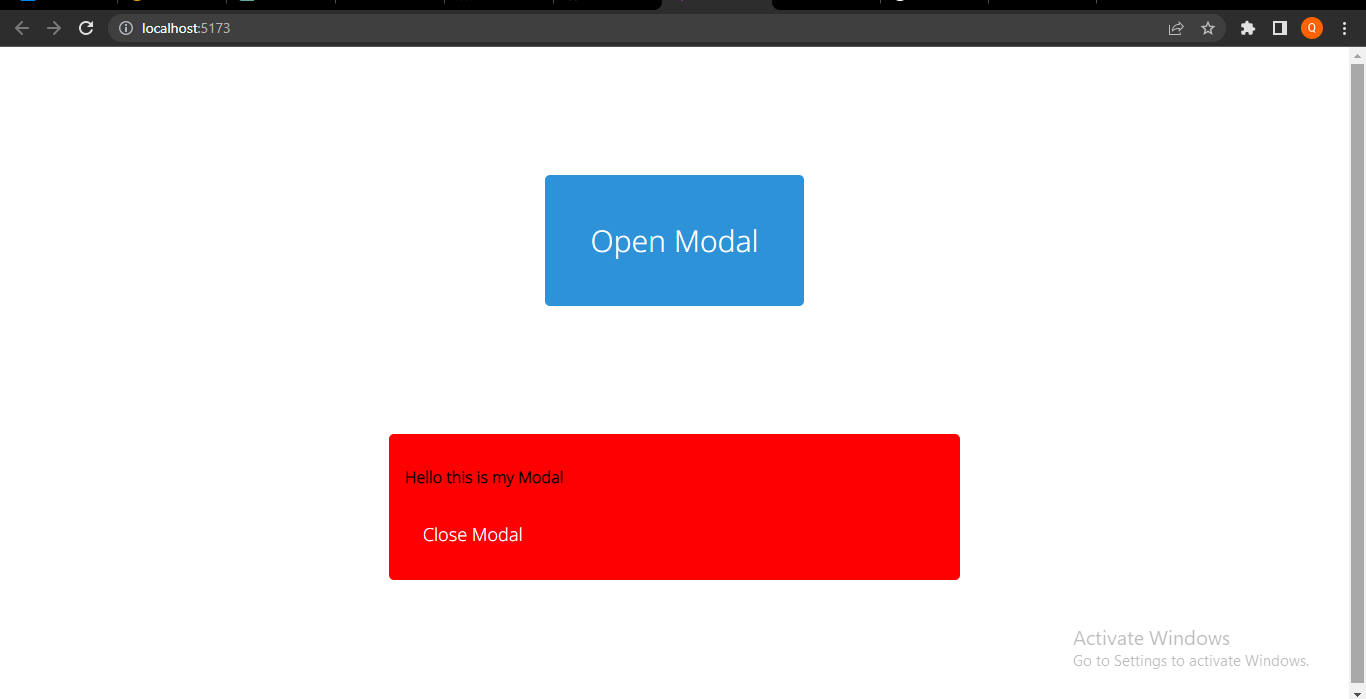 localhost:5173
Q
Open Modal
Hello this is my Modal
Close Modal
Activate Windows
Go to Settings to activate Windows.